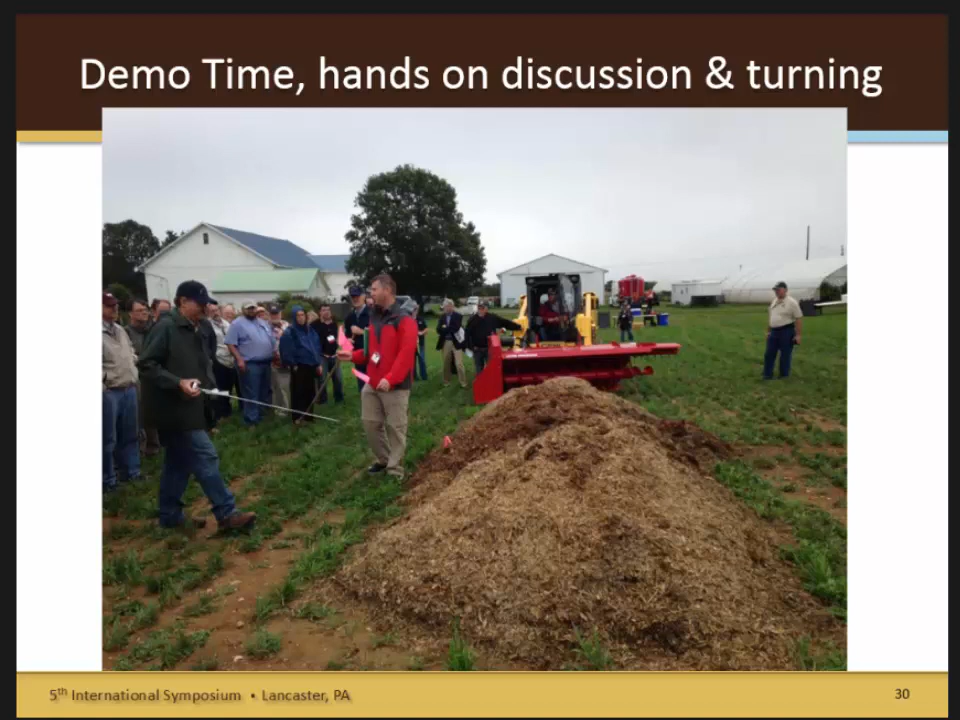 Demo Time, hands on discussion & turning
5th International Symposium • Lancaster, PA
30